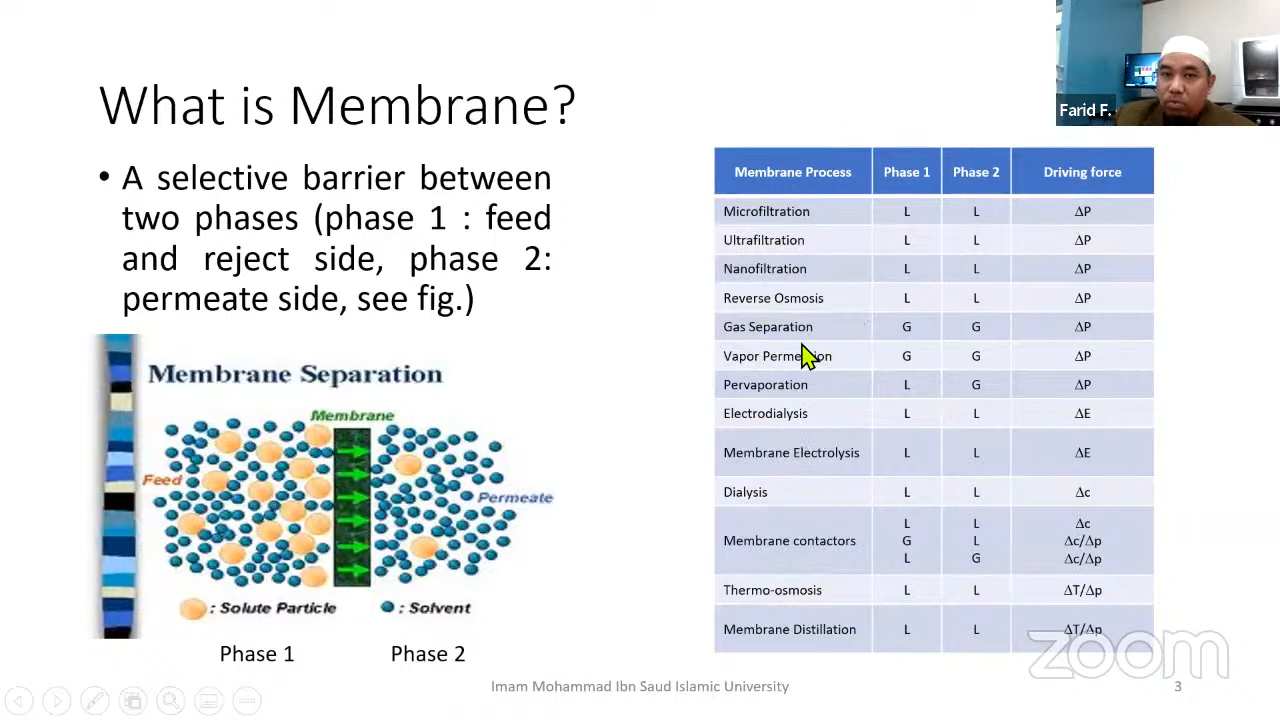 What is Membrane?
• A selective barrier between
two phases (phase 1 : feed
and reject side, phase 2:
permeate side, see fig.)
Membrane Separation
Membrane
Feed
Permeate
: Solute Particle
: Solvent
Phase 1
Phase 2
Farid F.
Membrane Process Phase 1 Phase 2 Driving force
Microfiltration L L ΔP
Ultrafiltration L L ΔP
Nanofiltration L L ΔP
Reverse Osmosis L L ΔP
Gas Separation G G ΔP
Vapor Permeation G G ΔP
Pervaporation L G ΔP
Electrodialysis L L ΔE
Membrane Electrolysis L L ΔE
Dialysis L L Δc
Membrane contactors
L L Δc
G L Δc/Δp
L G Δc/Δp
Thermo-osmosis L L ΔT/Δp
Membrane Distillation L L ΔT/Δp
zoom
Imam Mohammad Ibn Saud Islamic University
3